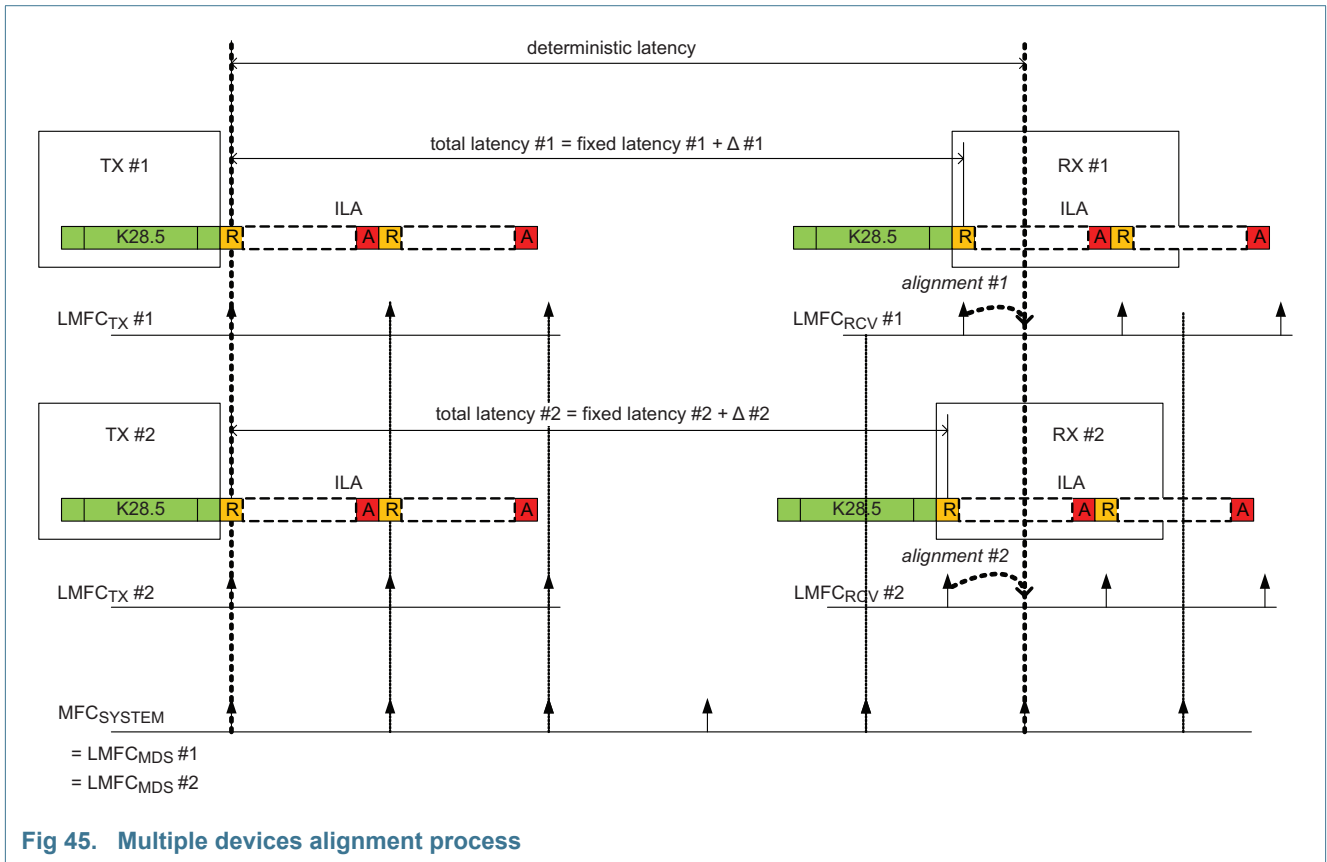 deterministic latency
total latency #1 = fixed latency #1 + Δ #1
TX #1
RX #1
ILA
ILA
K28.5
R
A
R
A
K28.5
R
A
R
A
alignment #1
LMFCTX #1
LMFCRCV #1
total latency #2 = fixed latency #2 + Δ #2
TX #2
RX #2
ILA
ILA
K28.5
R
A
R
A
K28.5
R
A
R
A
alignment #2
LMFCTX #2
LMFCRCV #2
MFCSYSTEM
= LMFCMDS #1
= LMFCMDS #2
Fig 45. Multiple devices alignment process